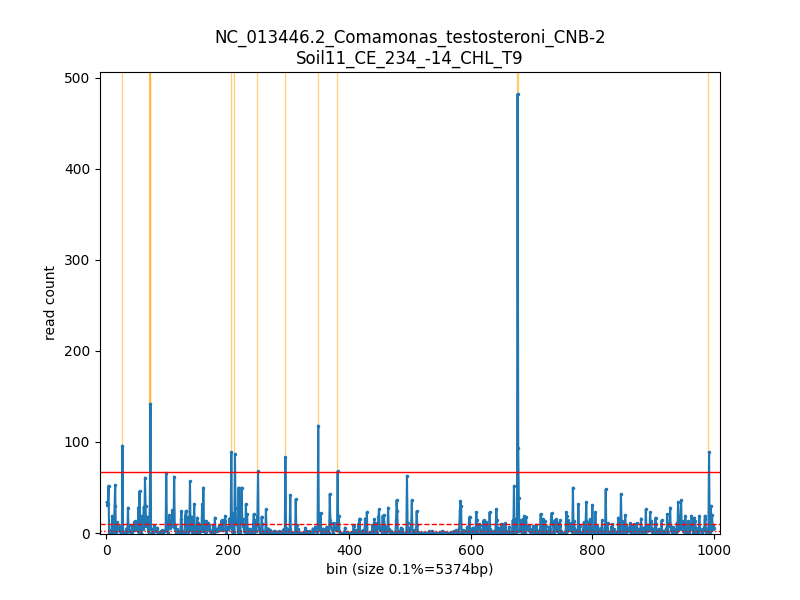 NC_013446.2_Comamonas_testosteroni_CNB-2
Soil11_CE_234_-14_CHL_T9
500
400
300
200
100
0
read count
0 200 400 600 800 1000
bin (size 0.1%=5374bp)